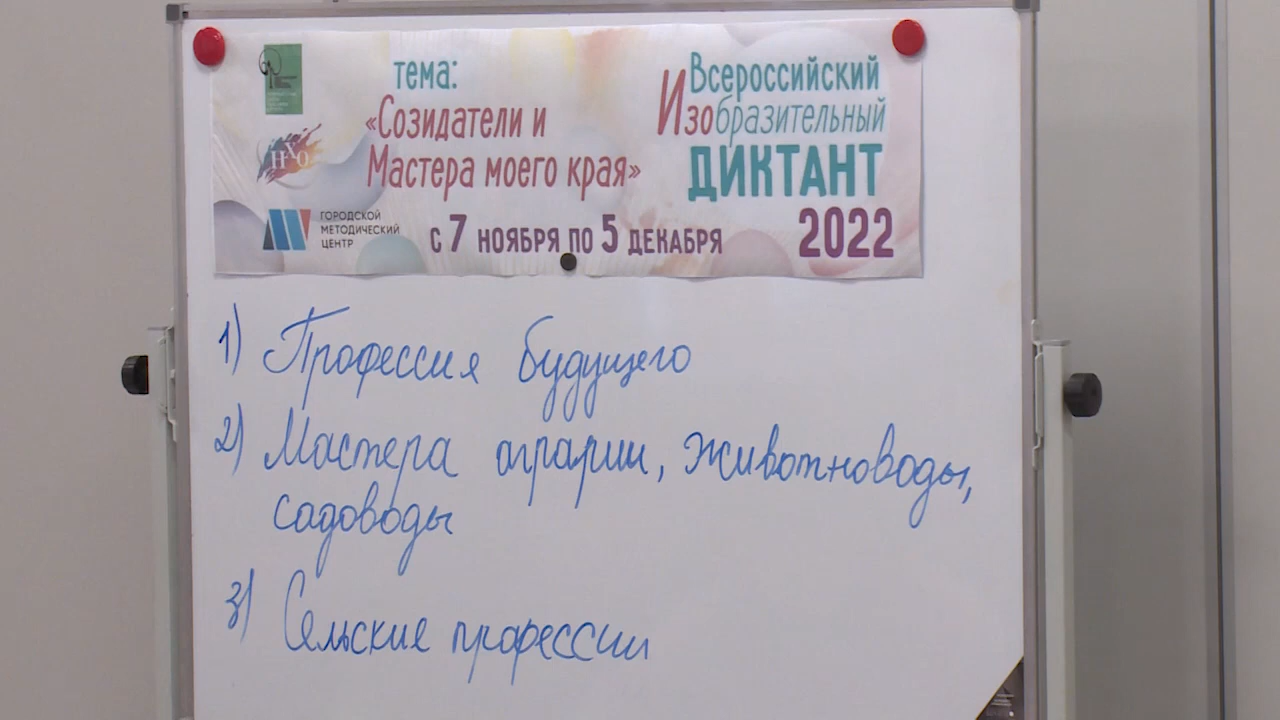 тема:
«Созидатели и
Мастера моего края»
Всероссийский
Изобразительный
ДИКТАНТ
2022
НХО
ГОРОДСКОЙ
МЕТОДИЧЕСКИЙ
ЦЕНТР
с 7 НОЯБРЯ ПО 5 ДЕКАБРЯ
1) Профессия будущего
2) Мастера аграрии, животноводы,
садоводы
3) Сельские профессии